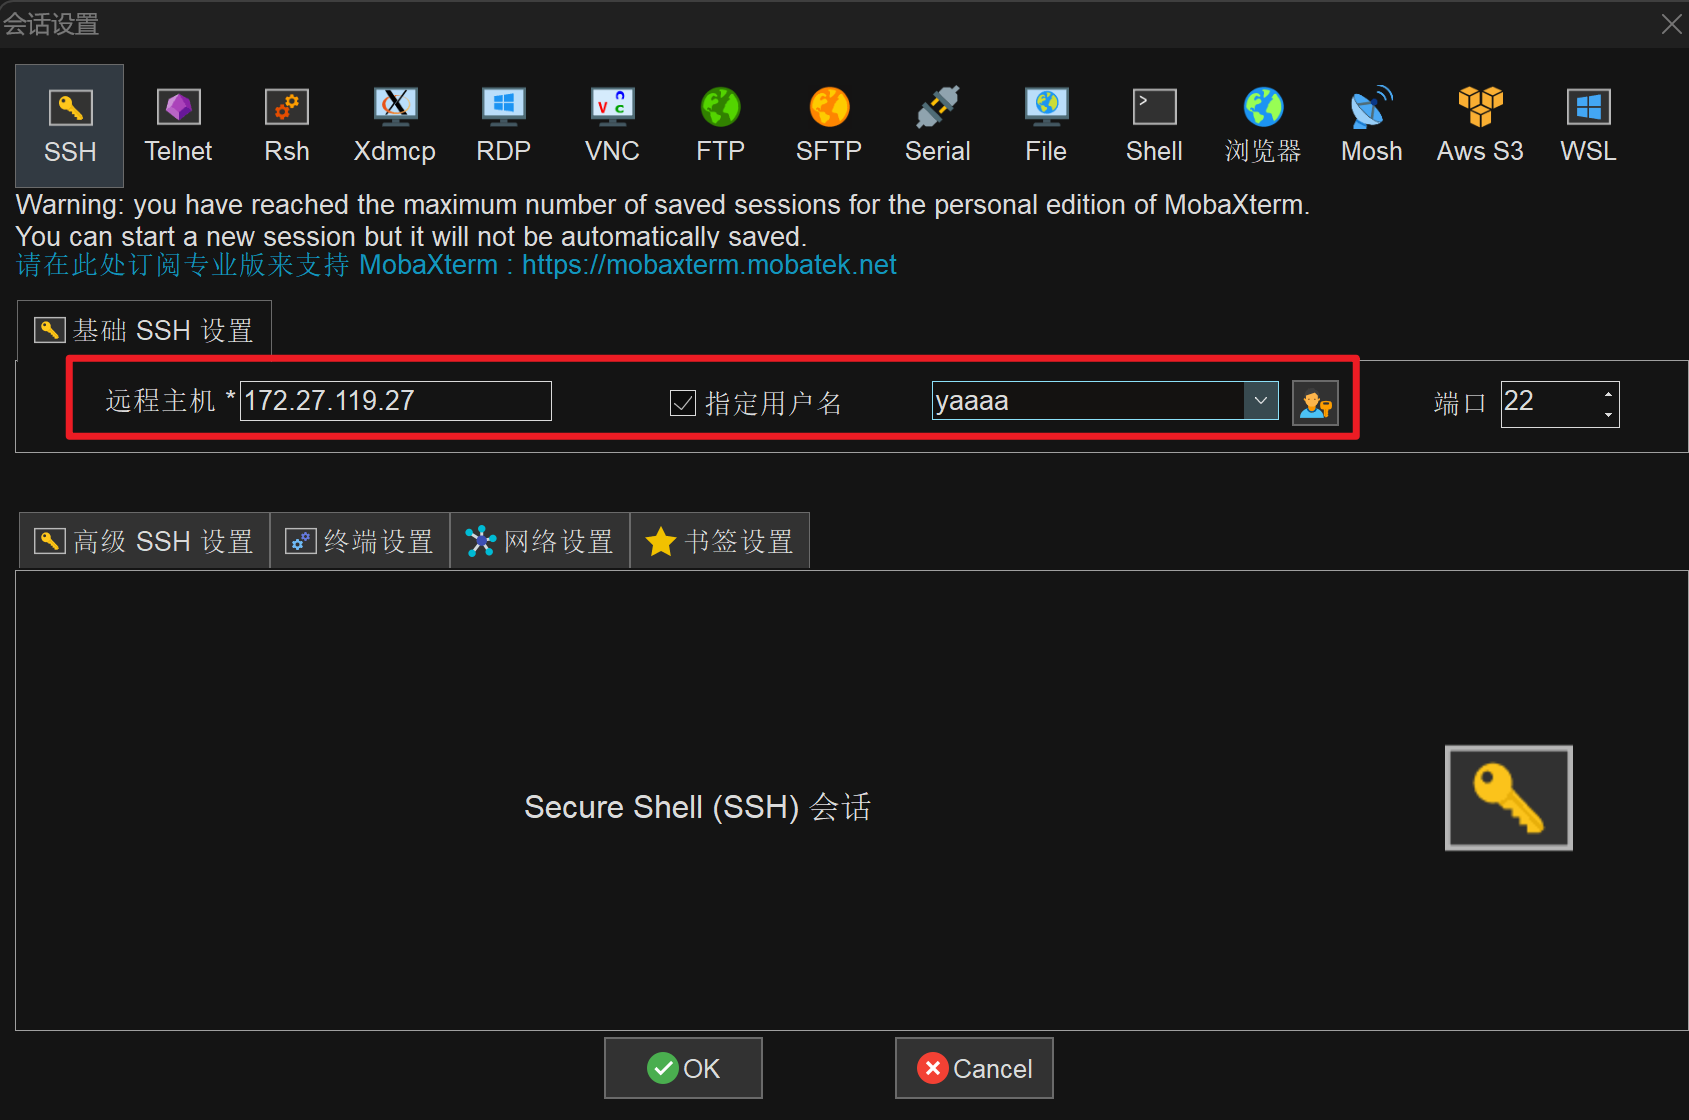 会话设置
SSH Telnet Rsh Xdmcp RDP VNC FTP SFTP Serial File Shell 浏览器 Mosh Aws S3 WSL
Warning: you have reached the maximum number of saved sessions for the personal edition of MobaXterm.
You can start a new session but it will not be automatically saved.
请在此处订阅专业版来支持 MobaXterm : https://mobaxterm.mobatek.net
基础 SSH 设置
远程主机 * 172.27.119.27 指定用户名 yaaaa 端口 22
高级 SSH 设置 终端设置 网络设置 书签设置
Secure Shell (SSH) 会话
OK Cancel